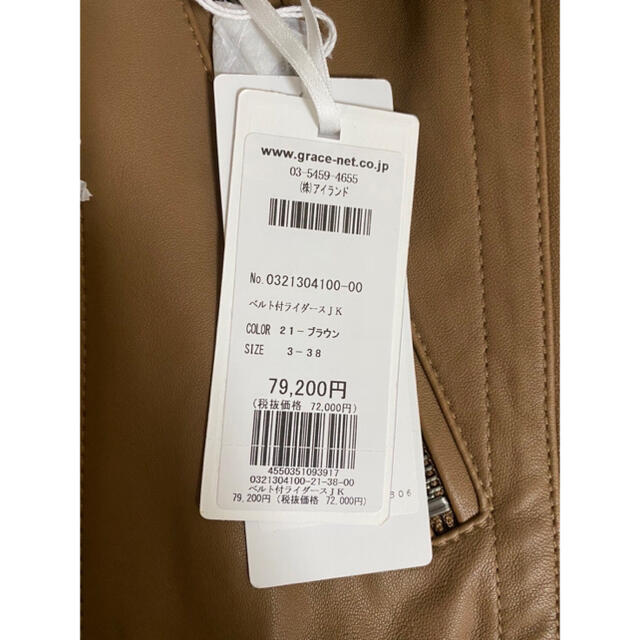 www.grace-net.co.jp
03-5459-4655
(株)アイランド
No.0321304100-00
ベルト付ライダースJK
COLOR 21-ブラウン
SIZE 3-38
79,200円
(税抜価格 72,000円)
4550351093917
0321304100-21-38-00
ベルト付ライダースJK
79,200円(税抜価格 72,000円)